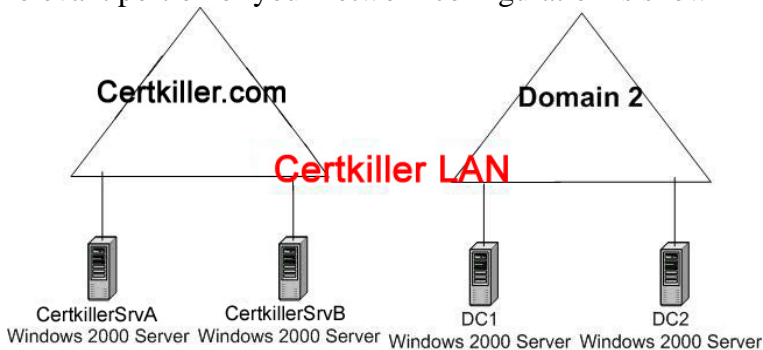 Certkiller.com
Domain 2
Certkiller LAN
CertkillerSrvA
Windows 2000 Server
CertkillerSrvB
Windows 2000 Server
DC1
Windows 2000 Server
DC2
Windows 2000 Server